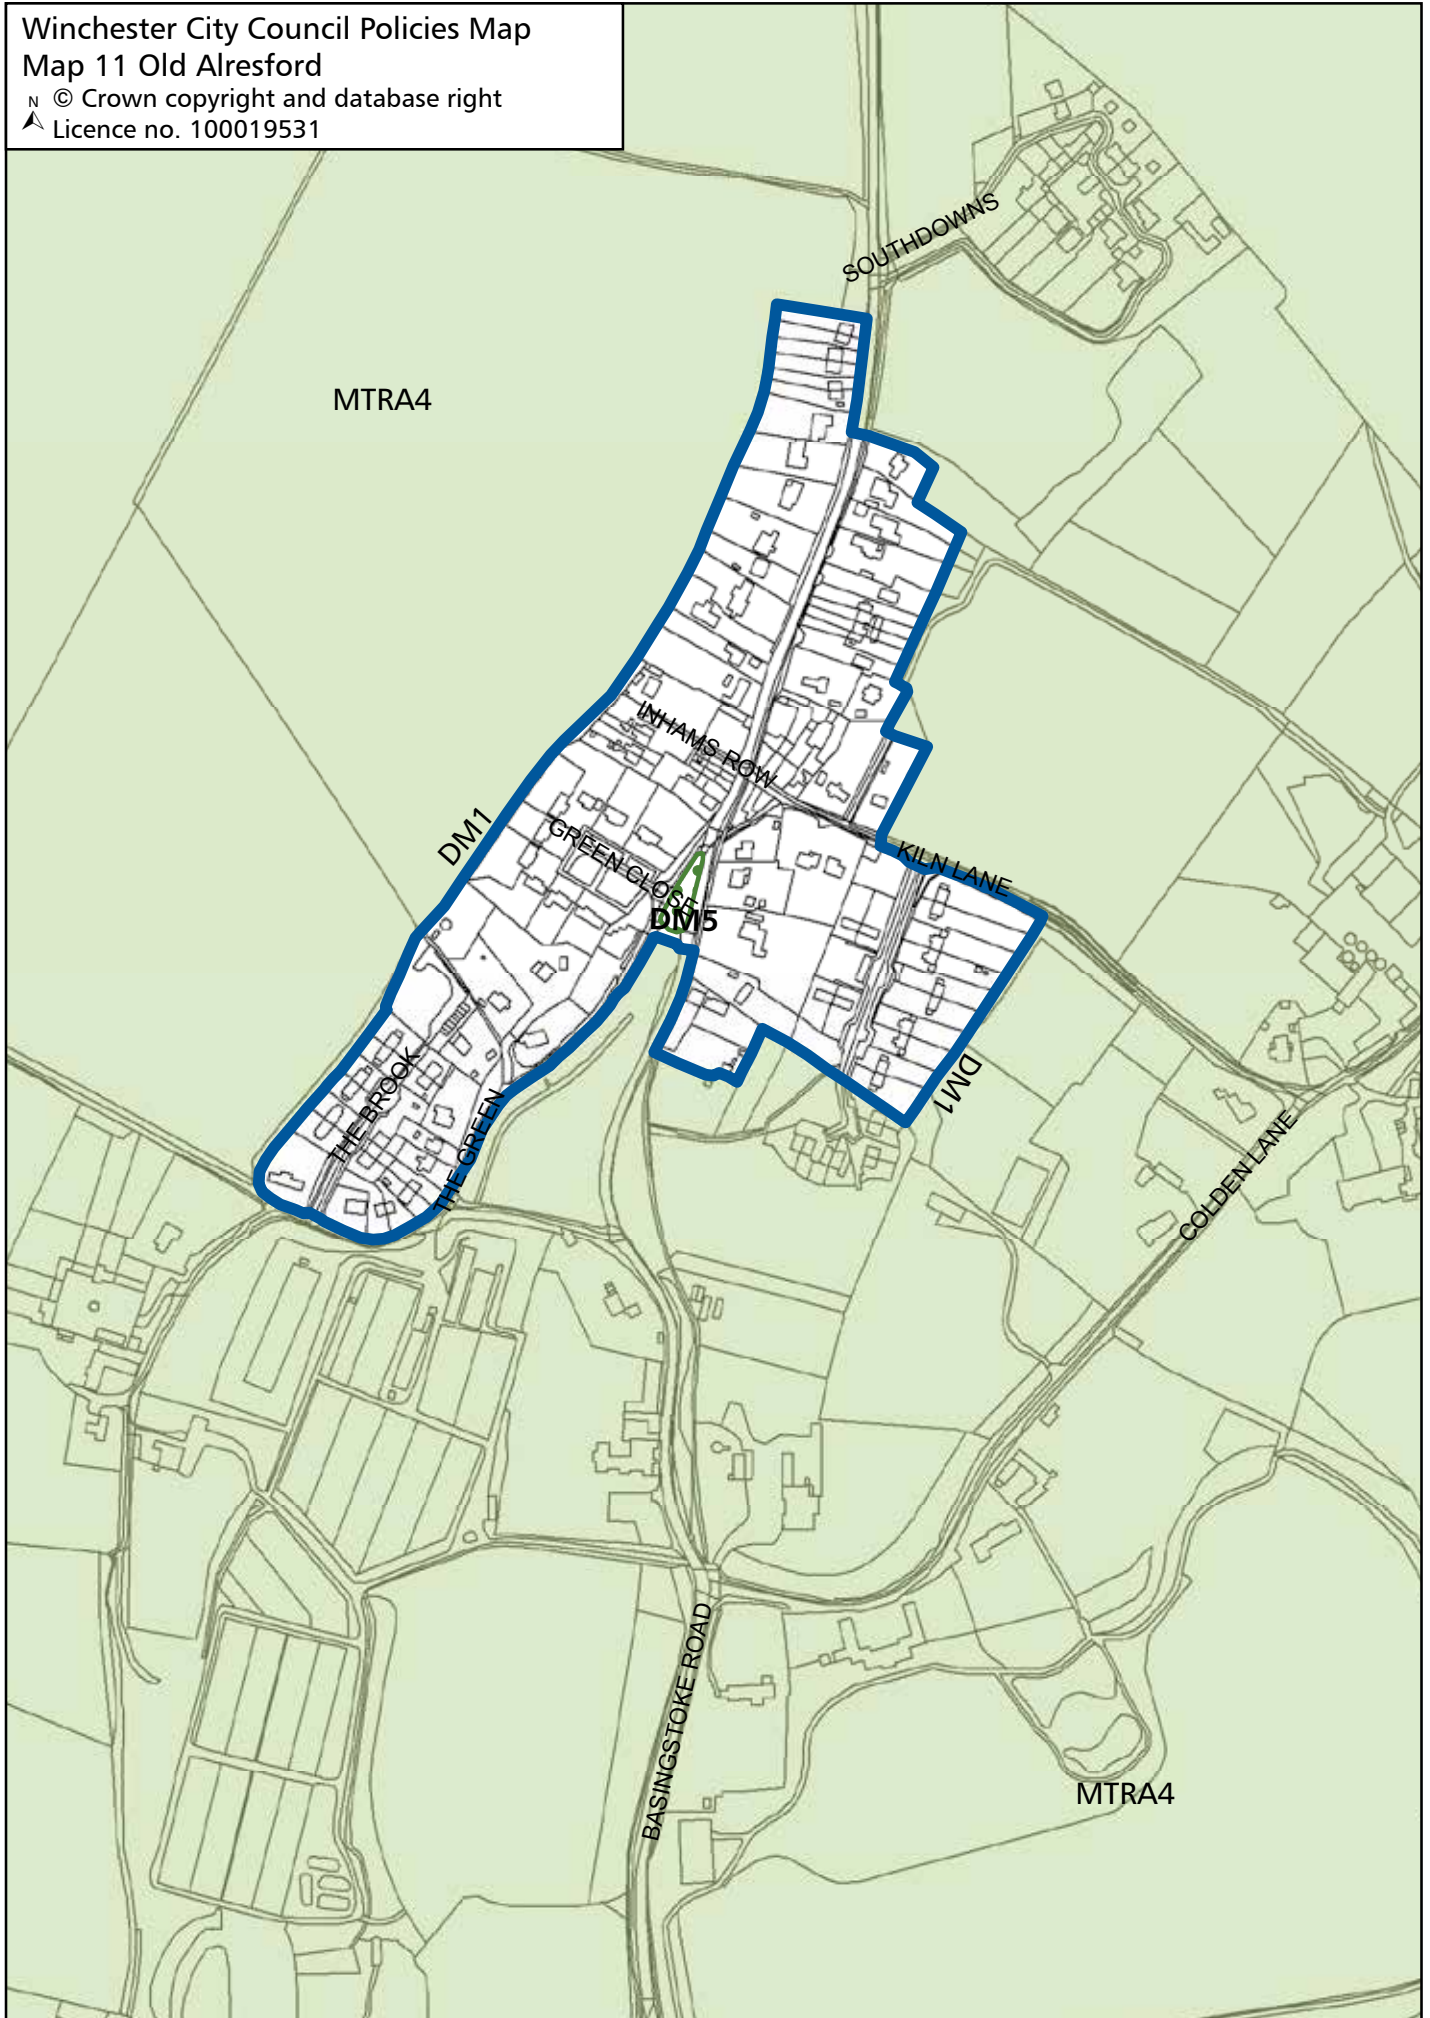 Winchester City Council Policies Map
Map 11 Old Alresford
N © Crown copyright and database right
Licence no. 100019531
SOUTHDOWNS
MTRA4
INHAMS ROW
DM1
GREEN CLOSE
KILN LANE
DM5
THE BROOK
THE GREEN
DM1
COLDEN LANE
BASINGSTOKE ROAD
MTRA4